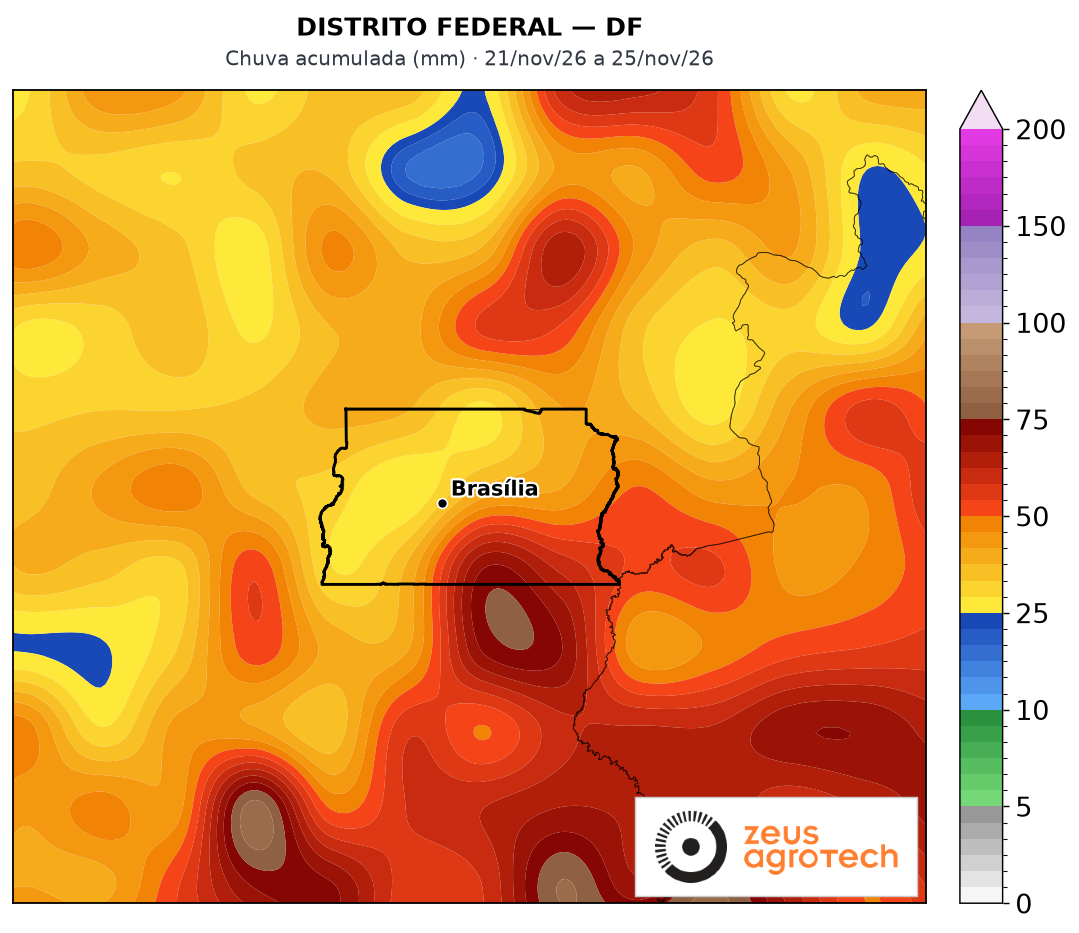 DISTRITO FEDERAL — DF
Chuva acumulada (mm) · 21/nov/26 a 25/nov/26
200
150
100
75
50
25
10
5
0
Brasília
zeus
agrotech